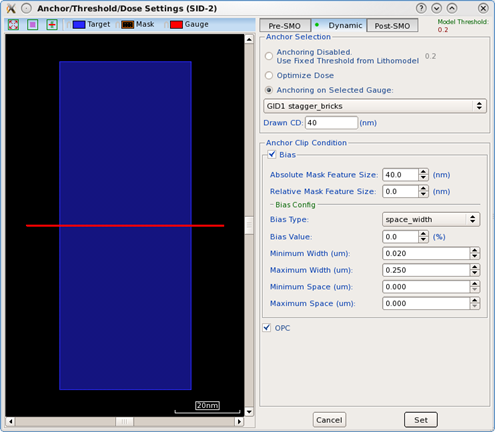 Anchor/Threshold/Dose Settings (SID-2)
Target Mask Gauge
Pre-SMO Dynamic Post-SMO
Model Threshold:
0.2
Anchor Selection
Anchoring Disabled.
Use Fixed Threshold from Lithomodel 0.2
Optimize Dose
Anchoring on Selected Gauge:
GID1 stagger_bricks
Drawn CD: 40 (nm)
Anchor Clip Condition
Bias
Absolute Mask Feature Size: 40.0 (nm)
Relative Mask Feature Size: 0.0 (nm)
Bias Config
Bias Type: space_width
Bias Value: 0.0 (%)
Minimum Width (um): 0.020
Maximum Width (um): 0.250
Minimum Space (um): 0.000
Maximum Space (um): 0.000
OPC
20nm
Cancel Set